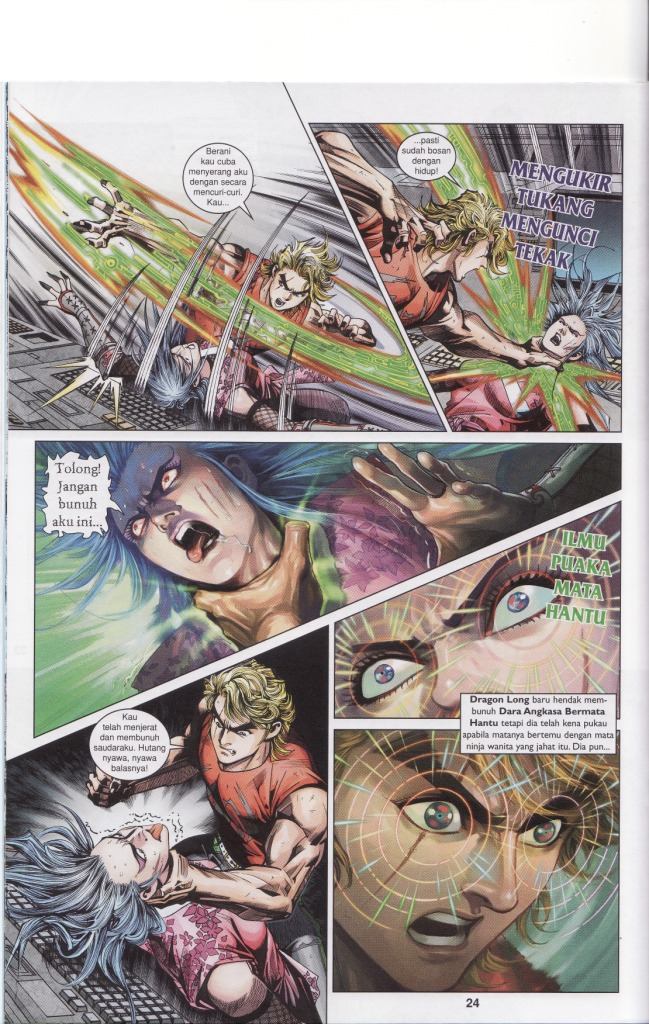 Berani
kau cuba
menyerang aku
dengan secara
mencuri-curi.
Kau...
...pasti
sudah bosan
dengan
hidup!
MENGUKIR
TUKANG
MENGUNCI
TEKAK
Tolong!
Jangan
bunuh
aku ini...
ILMU
PUAKA
MATA
HANTU
Dragon Long baru hendak mem-
bunuh Dara Angkasa Bermata
Hantu tetapi dia telah kena pukau
apabila matanya bertemu dengan mata
ninja wanita yang jahat itu. Dia pun...
Kau
telah menjerat
dan membunuh
saudaraku. Hutang
nyawa, nyawa
balasnya!
24